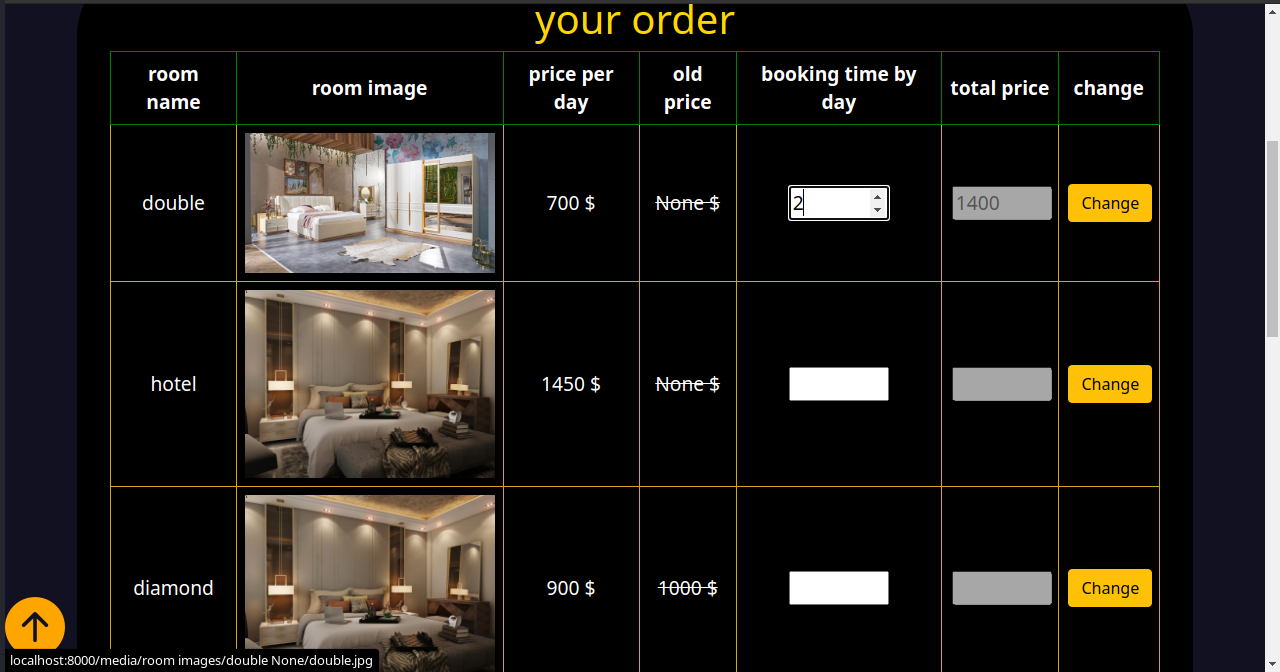 your order
room name
room image
price per day
old price
booking time by day
total price
change
double
700 $
None $
2
1400
Change
hotel
1450 $
None $
Change
diamond
900 $
1000 $
Change
localhost:8000/media/room images/double None/double.jpg